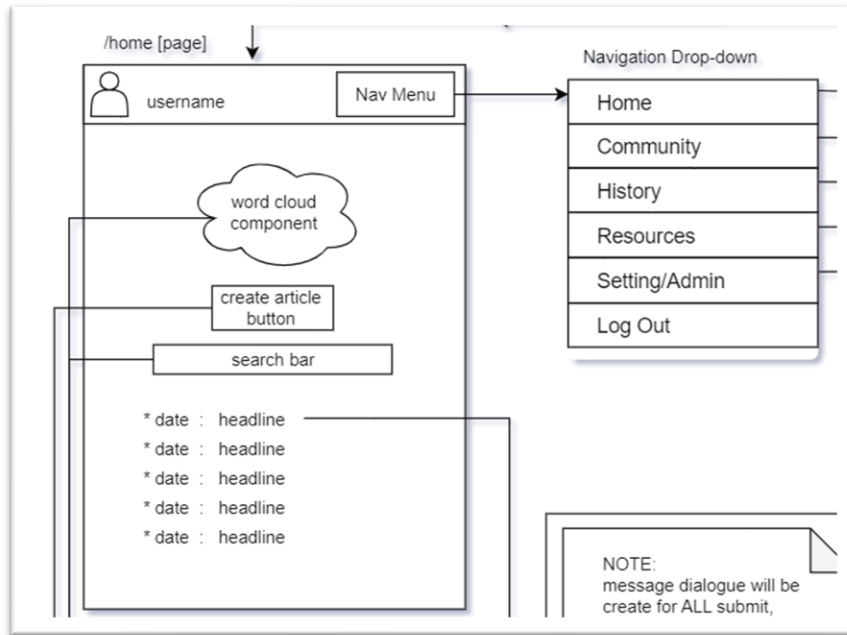 /home [page]
username
Nav Menu
word cloud
component
create article
button
search bar
* date : headline
* date : headline
* date : headline
* date : headline
* date : headline
Navigation Drop-down
Home
Community
History
Resources
Setting/Admin
Log Out
NOTE:
message dialogue will be
create for ALL submit,